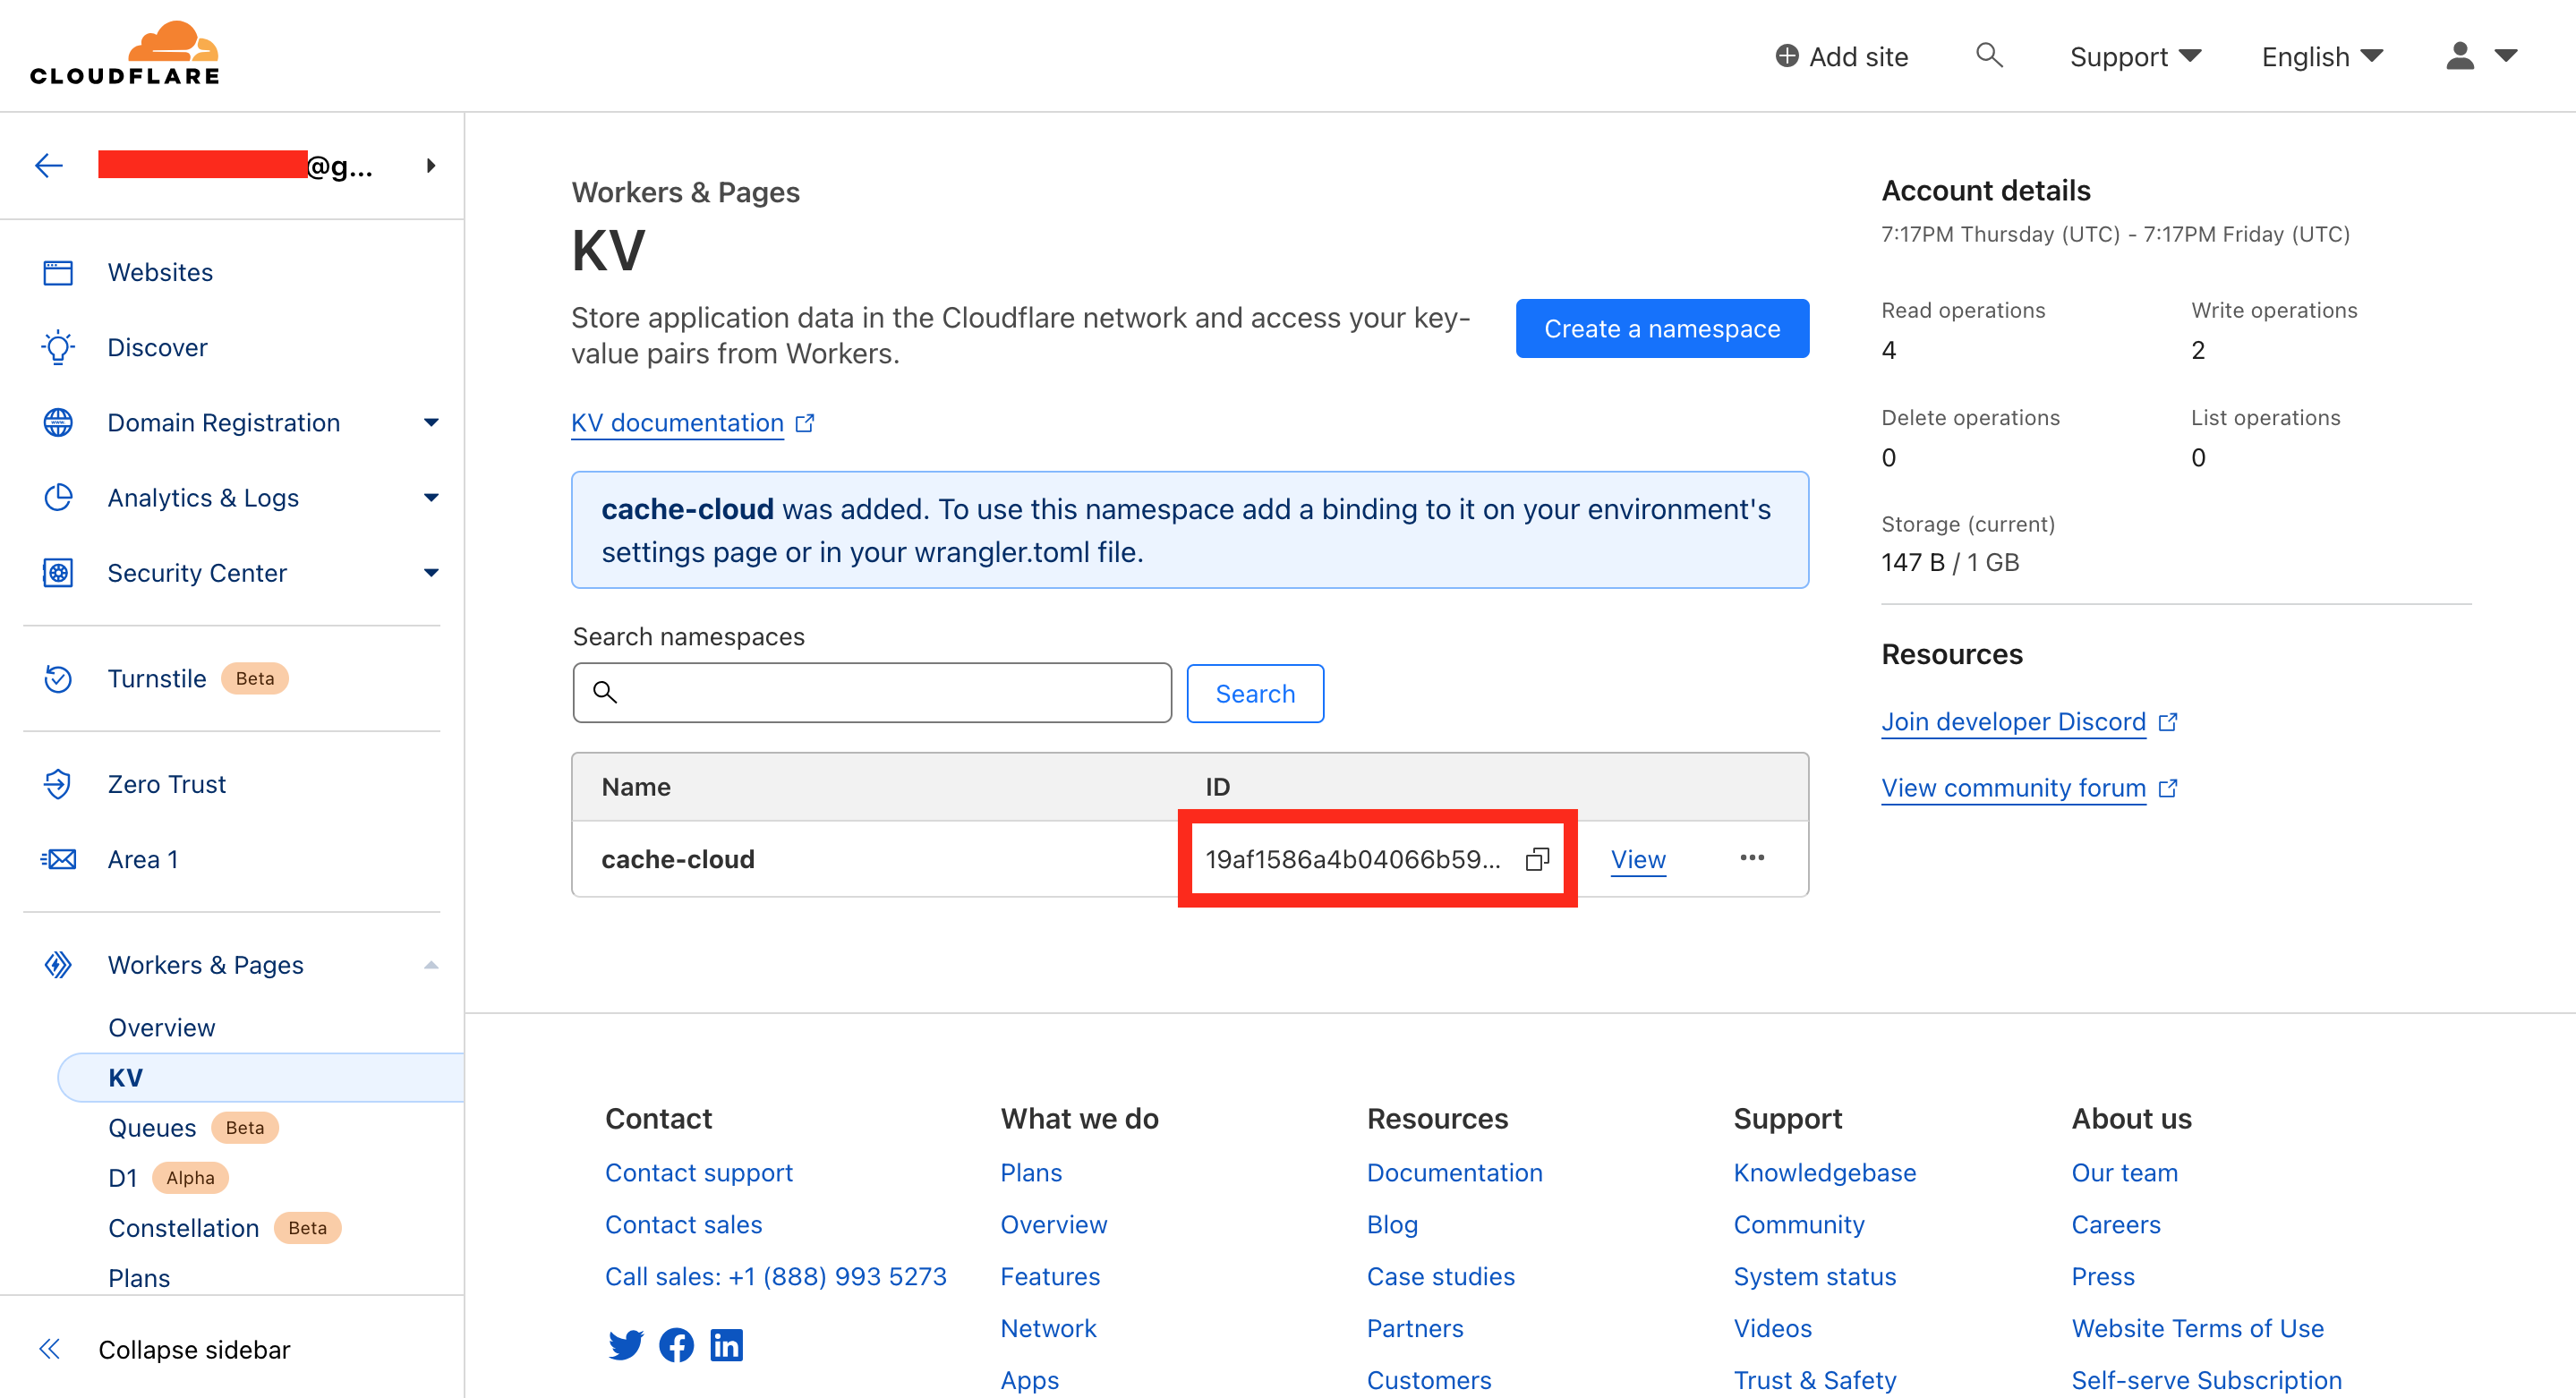 CLOUDFLARE
Add site
Support
English
@g...
Websites
Discover
Domain Registration
Analytics & Logs
Security Center
Turnstile Beta
Zero Trust
Area 1
Workers & Pages
Overview
KV
Queues Beta
D1 Alpha
Constellation Beta
Plans
Collapse sidebar
Workers & Pages
KV
Store application data in the Cloudflare network and access your key-
value pairs from Workers.
Create a namespace
KV documentation
cache-cloud was added. To use this namespace add a binding to it on your environment's
settings page or in your wrangler.toml file.
Search namespaces
Search
Name ID
cache-cloud 19af1586a4b04066b59... View
Account details
7:17PM Thursday (UTC) - 7:17PM Friday (UTC)
Read operations Write operations
4 2
Delete operations List operations
0 0
Storage (current)
147 B / 1 GB
Resources
Join developer Discord
View community forum
Contact
Contact support
Contact sales
Call sales: +1 (888) 993 5273
What we do
Plans
Overview
Features
Network
Apps
Resources
Documentation
Blog
Case studies
Partners
Customers
Support
Knowledgebase
Community
System status
Videos
Trust & Safety
About us
Our team
Careers
Press
Website Terms of Use
Self-serve Subscription